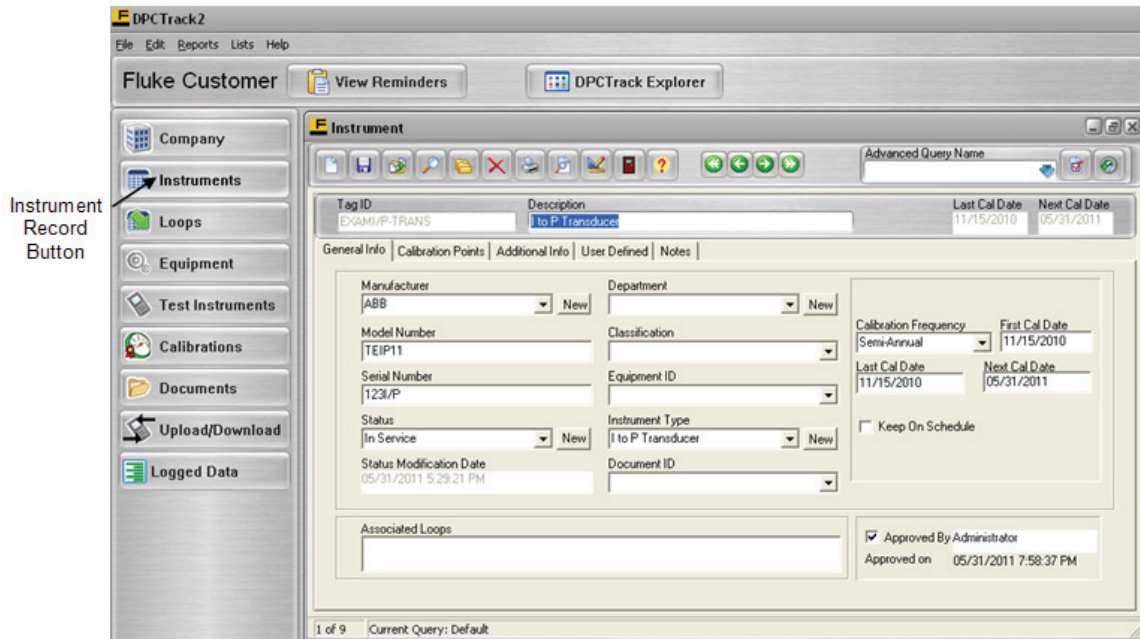 DPCTrack2
File Edit Reports Lists Help
Fluke Customer
View Reminders
DPCTrack Explorer
Company
Instruments
Loops
Equipment
Test Instruments
Calibrations
Documents
Upload/Download
Logged Data
Instrument
Record
Button
Instrument
Advanced Query Name
Tag ID Description Last Cal Date Next Cal Date
EXAMI/P-TRANS I to P Transducer 11/15/2010 05/31/2011
General Info Calibration Points Additional Info User Defined Notes
Manufacturer
ABB New
Model Number
TEIP11
Serial Number
123I/P
Status
In Service New
Status Modification Date
05/31/2011 5:29:21 PM
Department
New
Classification
Equipment ID
Instrument Type
I to P Transducer New
Document ID
Calibration Frequency First Cal Date
Semi-Annual 11/15/2010
Last Cal Date Next Cal Date
11/15/2010 05/31/2011
Keep On Schedule
Associated Loops
Approved By Administrator
Approved on 05/31/2011 7:58:37 PM
1 of 9 Current Query: Default